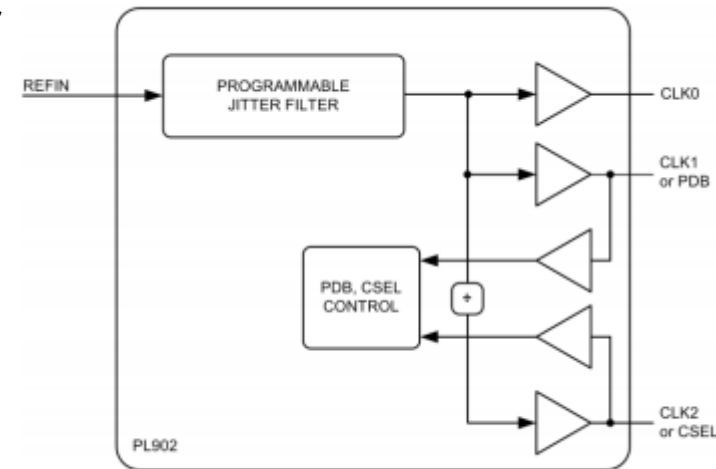 REFIN
PROGRAMMABLE
JITTER FILTER
CLK0
CLK1
or PDB
PDB, CSEL
CONTROL
÷
CLK2
or CSEL
PL902